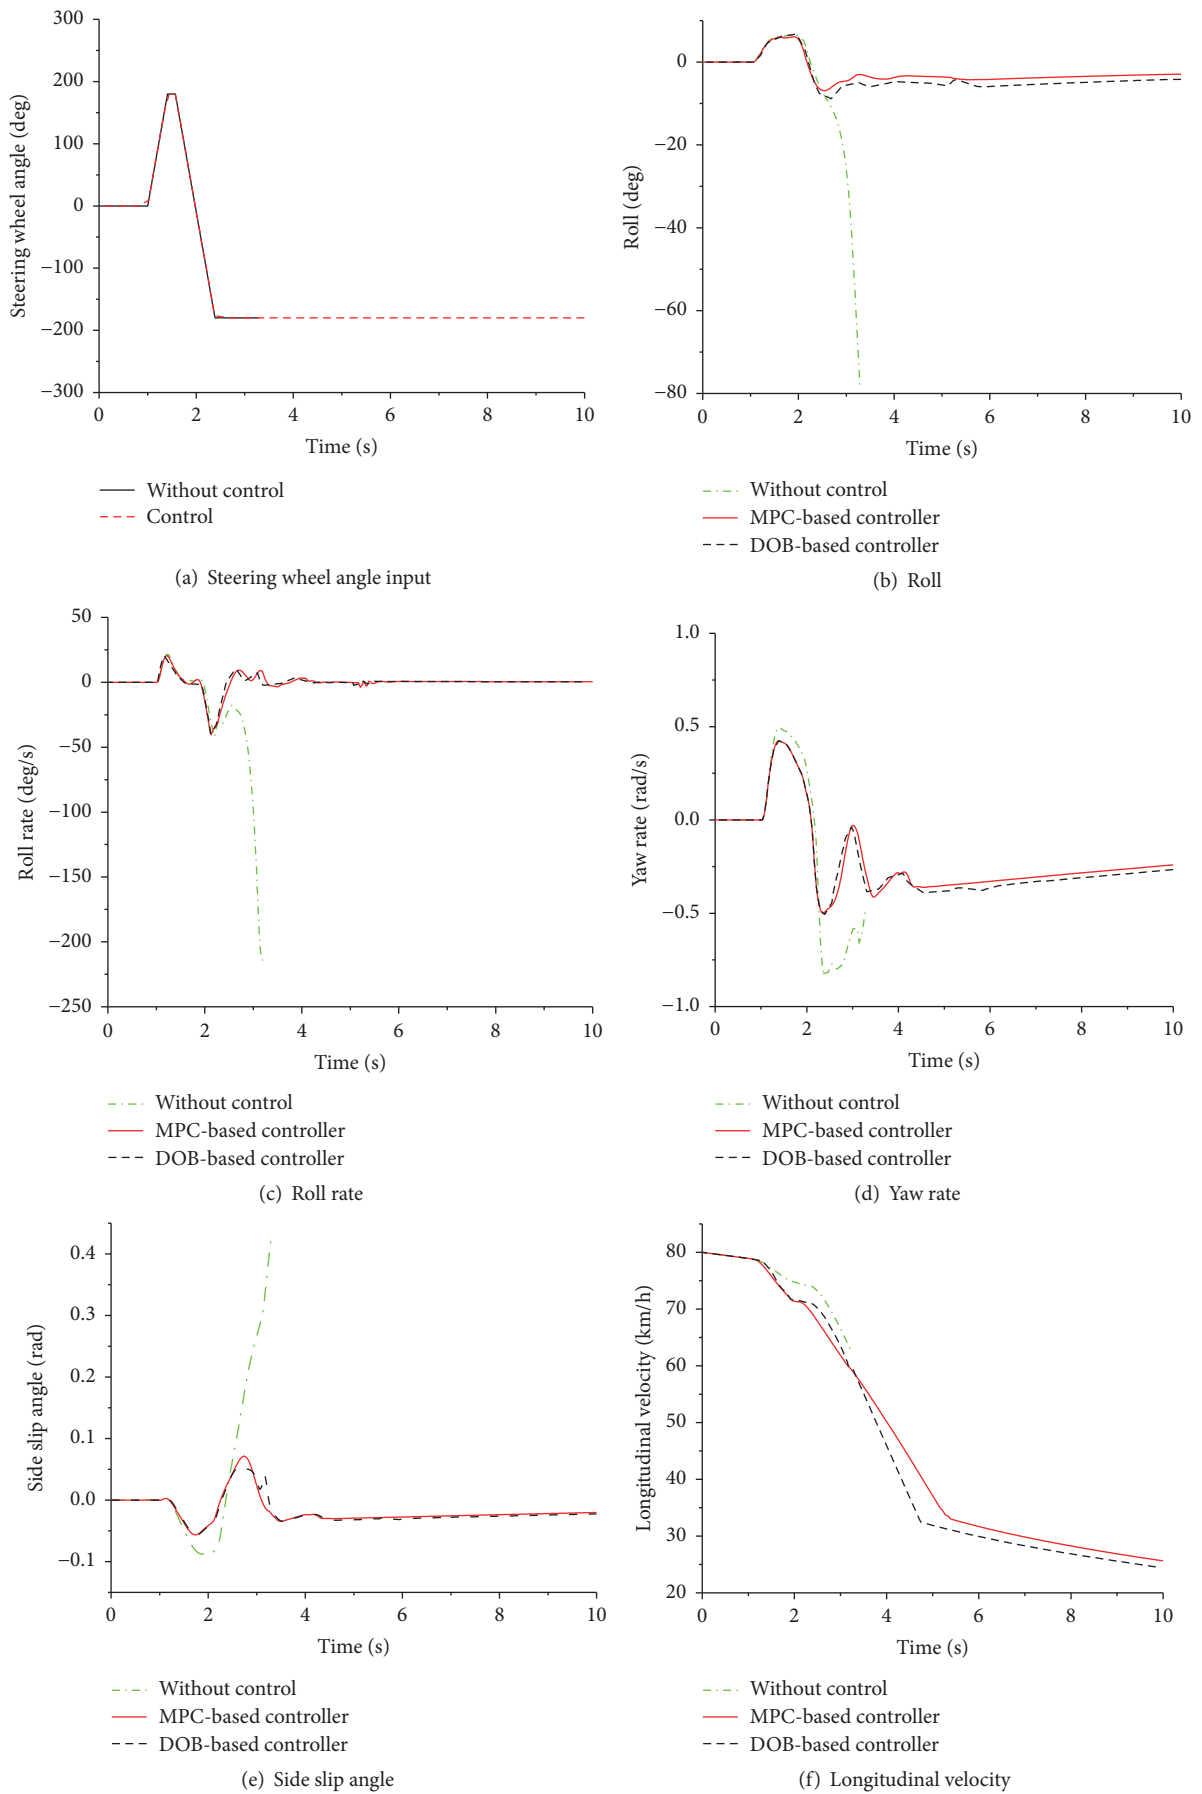 300
200
100
0
−100
−200
−300
Steering wheel angle (deg)
0 2 4 6 8 10
Time (s)
Without control
Control
(a) Steering wheel angle input
0
−20
−40
−60
−80
Roll (deg)
0 2 4 6 8 10
Time (s)
Without control
MPC-based controller
DOB-based controller
(b) Roll
50
0
−50
−100
−150
−200
−250
Roll rate (deg/s)
0 2 4 6 8 10
Time (s)
Without control
MPC-based controller
DOB-based controller
(c) Roll rate
1.0
0.5
0.0
−0.5
−1.0
Yaw rate (rad/s)
0 2 4 6 8 10
Time (s)
Without control
MPC-based controller
DOB-based controller
(d) Yaw rate
0.4
0.3
0.2
0.1
0.0
−0.1
Side slip angle (rad)
0 2 4 6 8 10
Time (s)
Without control
MPC-based controller
DOB-based controller
(e) Side slip angle
80
70
60
50
40
30
20
Longitudinal velocity (km/h)
0 2 4 6 8 10
Time (s)
Without control
MPC-based controller
DOB-based controller
(f) Longitudinal velocity